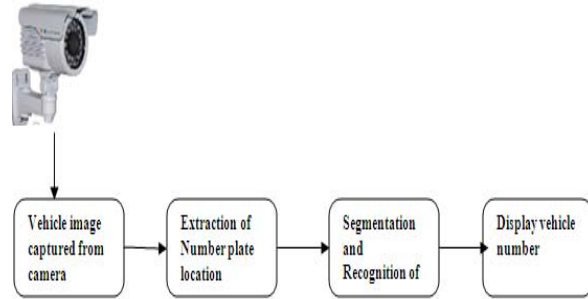 Vehicle image
captured from
camera
Extraction of
Number plate
location
Segmentation
and
Recognition of
Display vehicle
number